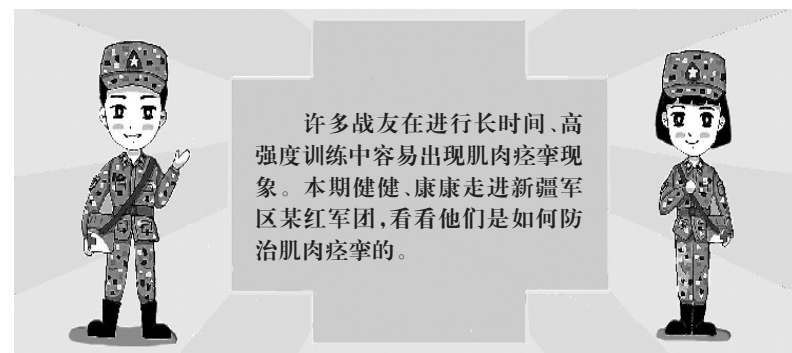 许多战友在进行长时间、高
强度训练中容易出现肌肉痉挛现
象。本期健健、康康走进新疆军
区某红军团,看看他们是如何防
治肌肉痉挛的。